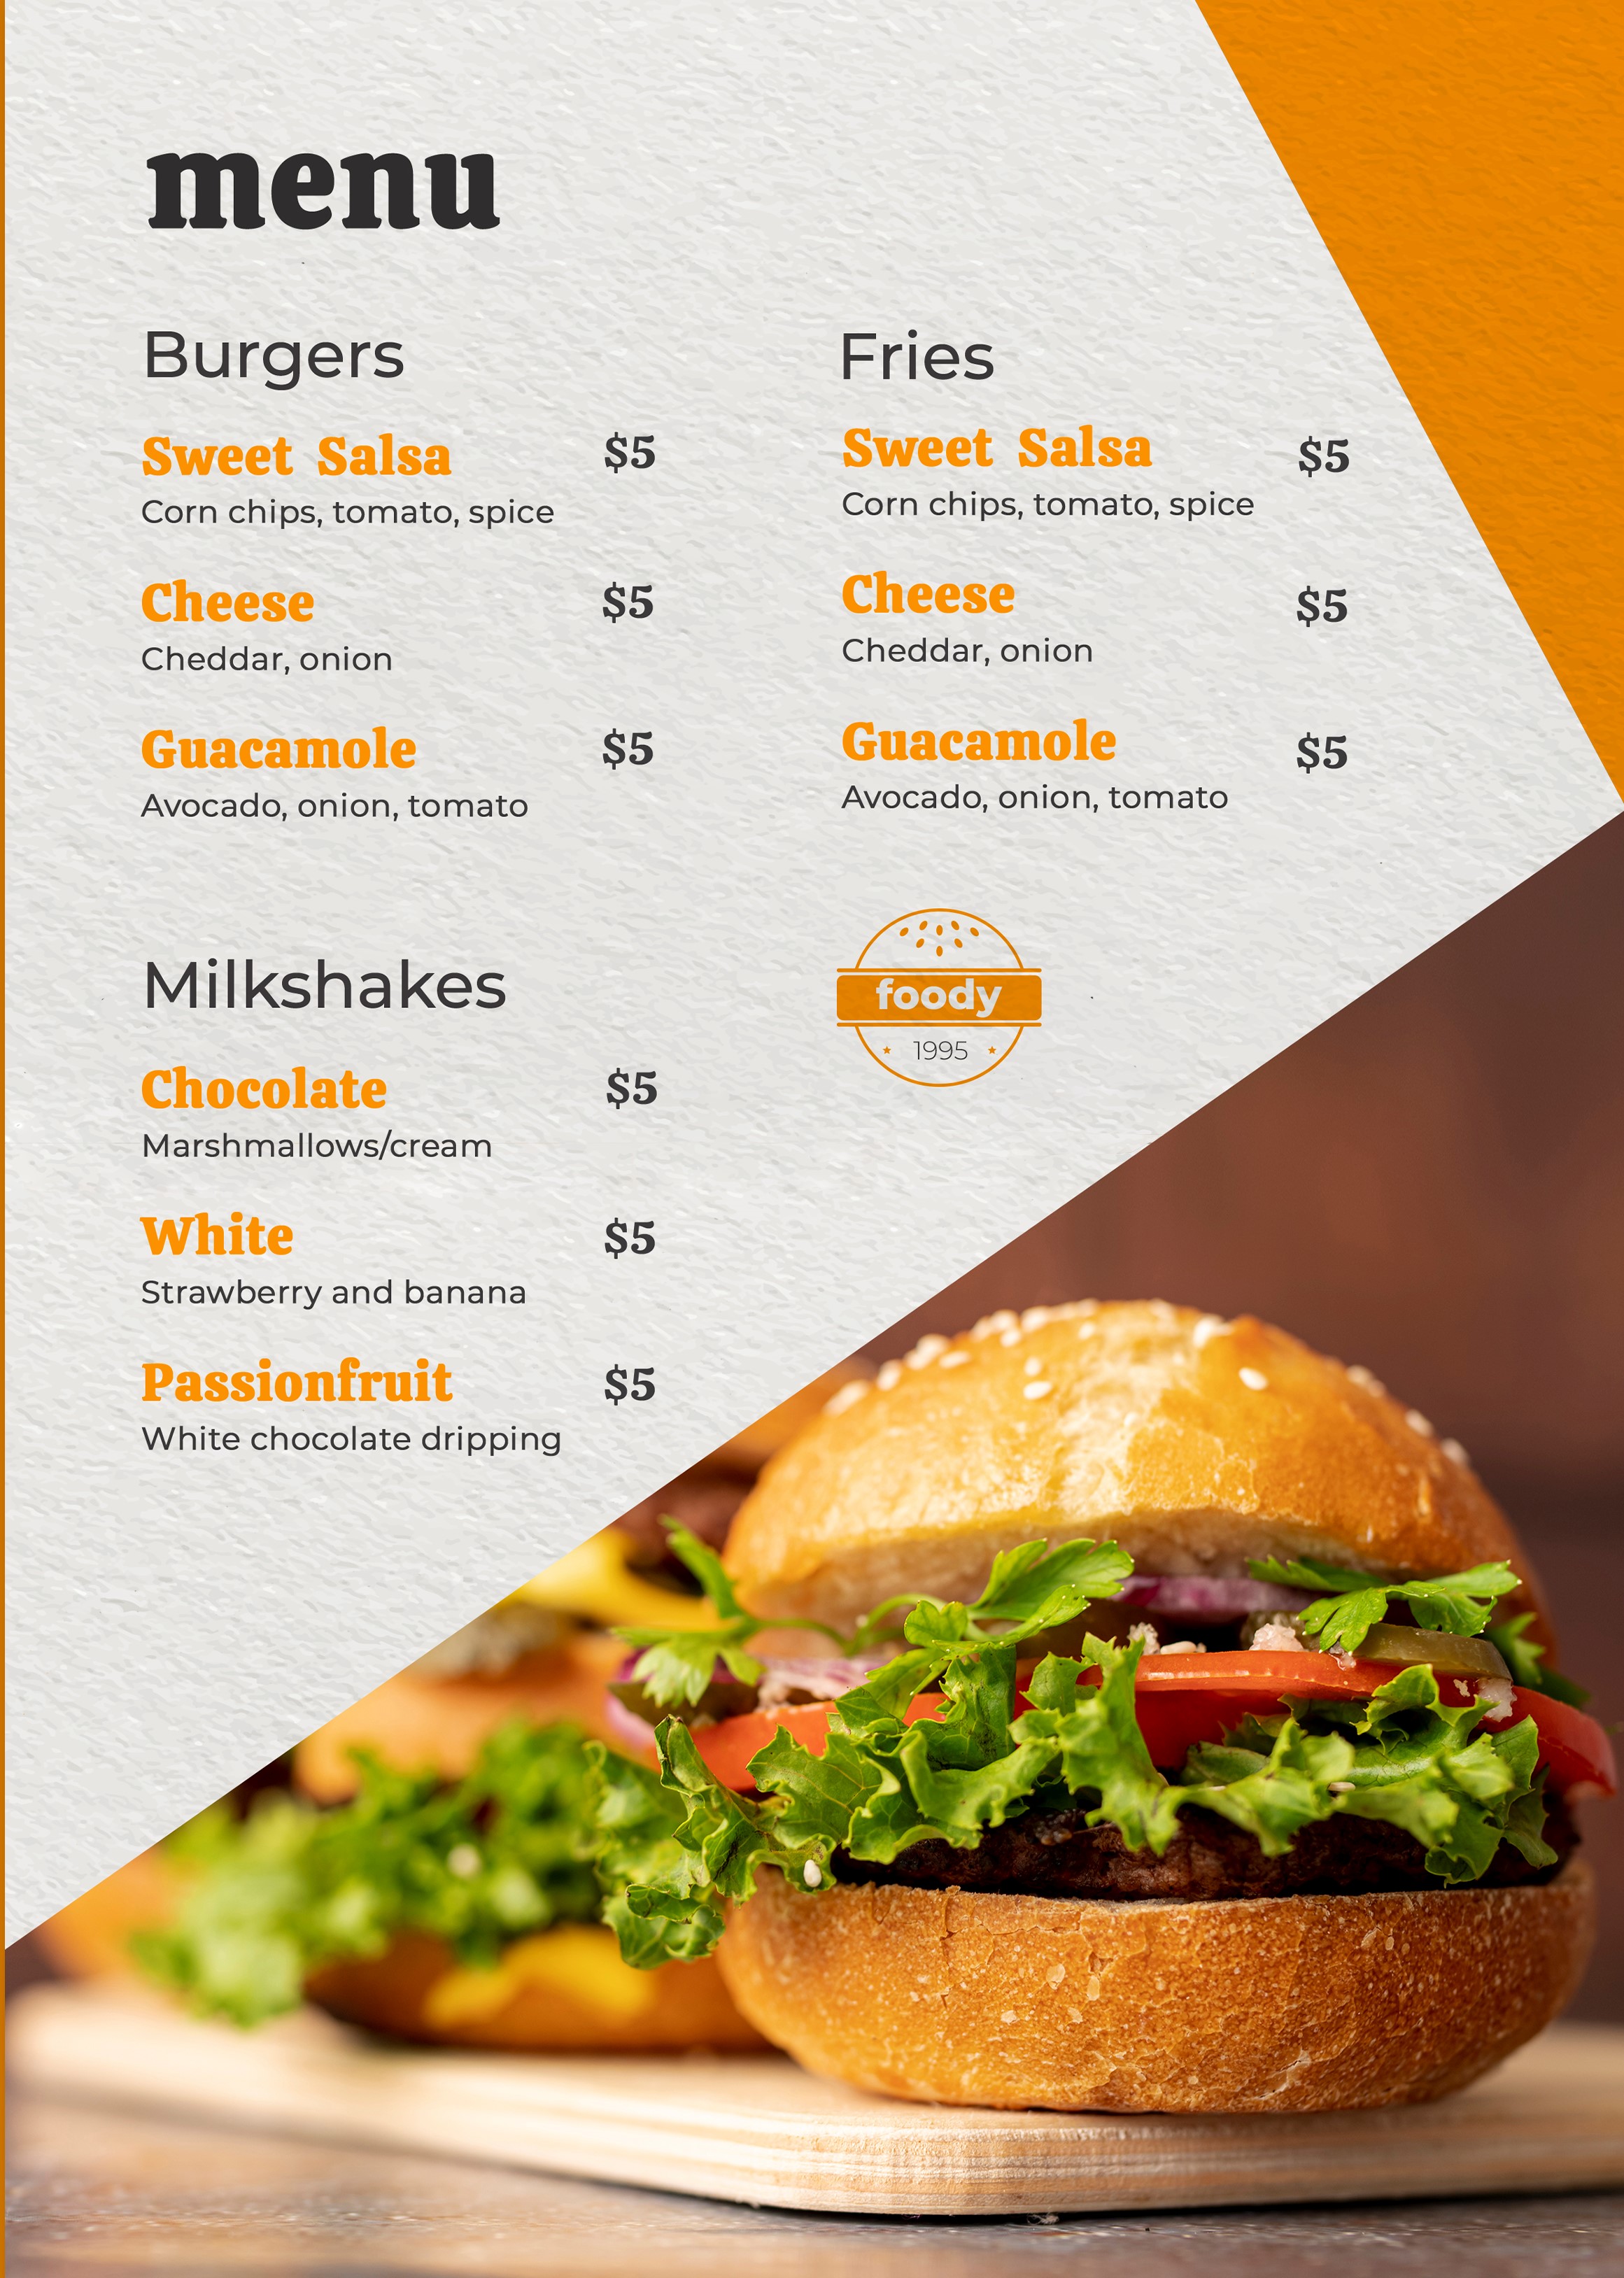 menu
Burgers
Sweet Salsa $5
Corn chips, tomato, spice
Cheese $5
Cheddar, onion
Guacamole $5
Avocado, onion, tomato
Fries
Sweet Salsa $5
Corn chips, tomato, spice
Cheese $5
Cheddar, onion
Guacamole $5
Avocado, onion, tomato
Milkshakes
Chocolate $5
Marshmallows/cream
White $5
Strawberry and banana
Passionfruit $5
White chocolate dripping
foody
1995